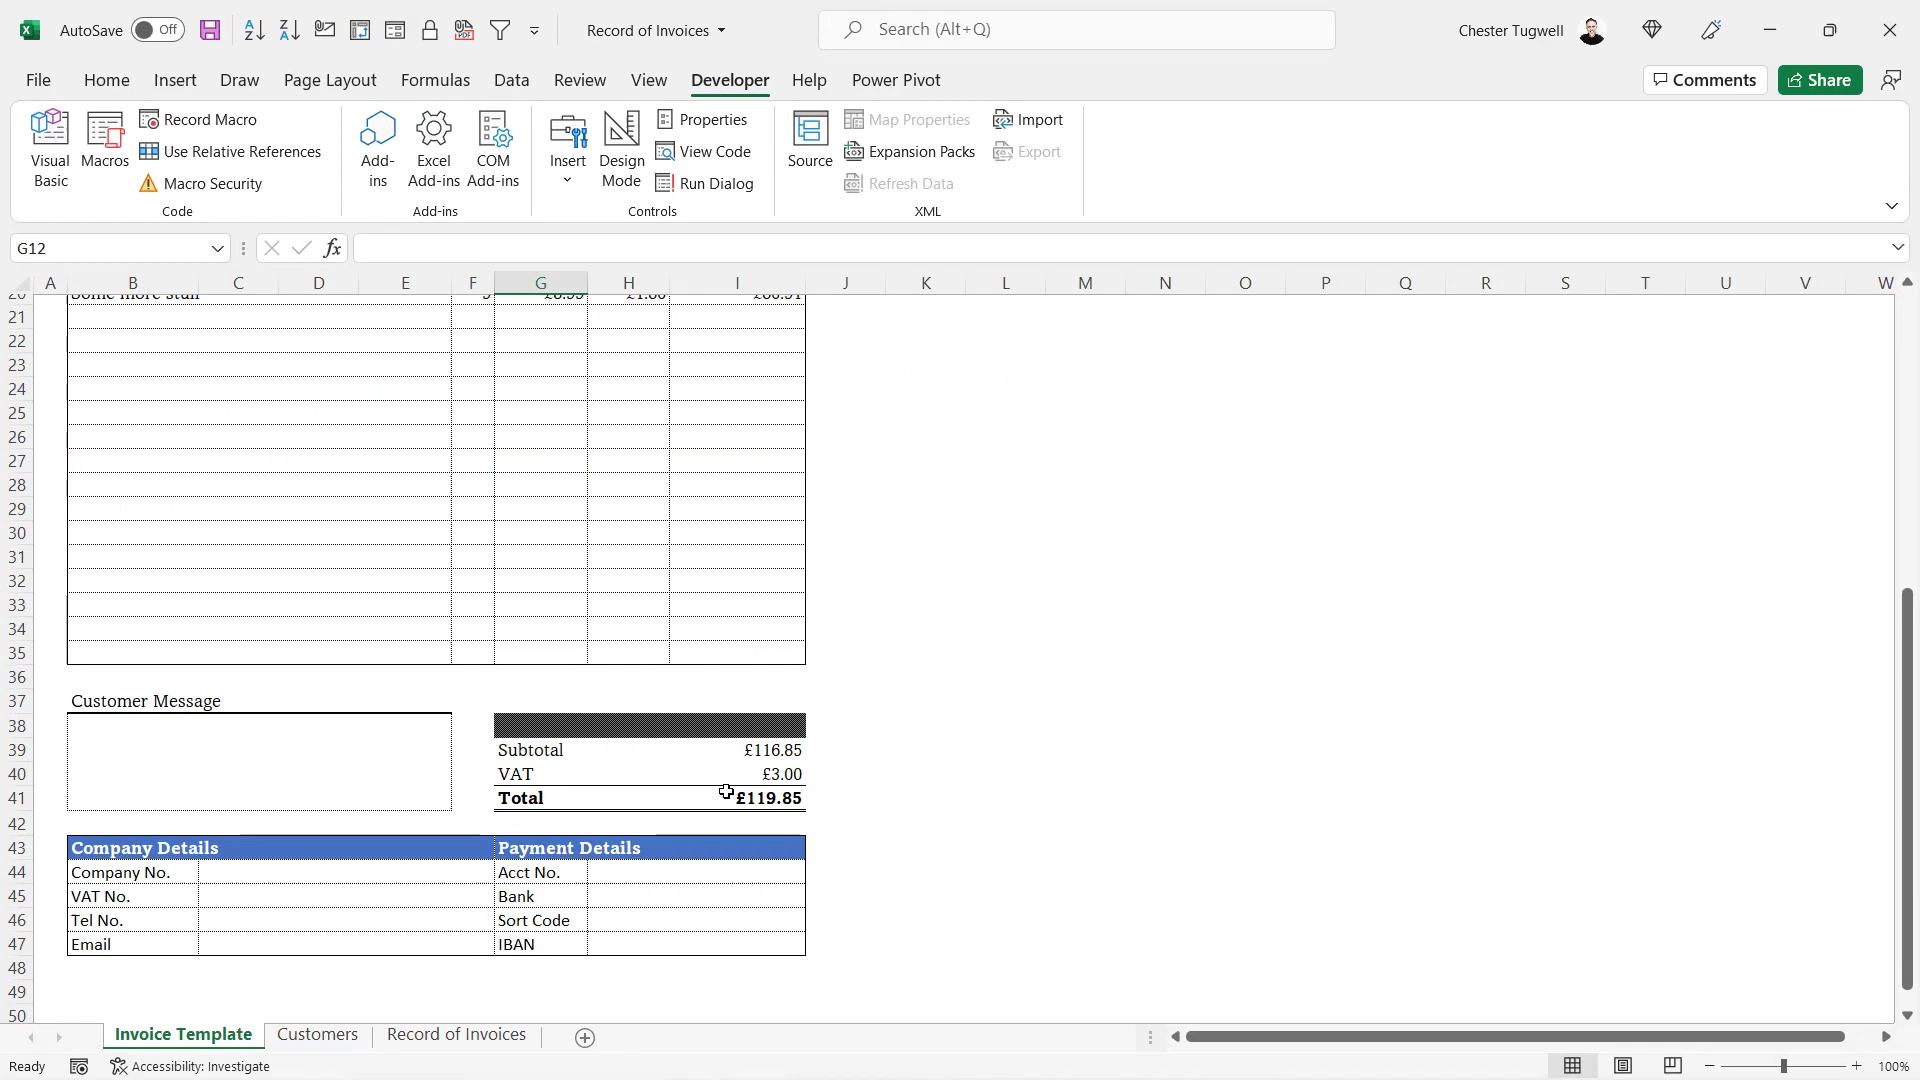 AutoSave Off
Record of Invoices
Search (Alt+Q)
Chester Tugwell
File Home Insert Draw Page Layout Formulas Data Review View Developer Help Power Pivot
Comments Share
Visual Basic
Macros
Record Macro
Use Relative References
Macro Security
Code
Add-ins
Excel Add-ins
COM Add-ins
Add-ins
Insert
Design Mode
Properties
View Code
Run Dialog
Controls
Source
Map Properties
Expansion Packs
Refresh Data
Import
Export
XML
G12
fx
A B C D E F G H I J K L M N O P Q R S T U V W
20 Some more stuff
21
22
23
24
25
26
27
28
29
30
31
32
33
34
35
36
37 Customer Message
38
39 Subtotal £116.85
40 VAT £3.00
41 Total £119.85
42
43 Company Details Payment Details
44 Company No. Acct No.
45 VAT No. Bank
46 Tel No. Sort Code
47 Email IBAN
48
49
50
Invoice Template Customers Record of Invoices
Ready Accessibility: Investigate 100%